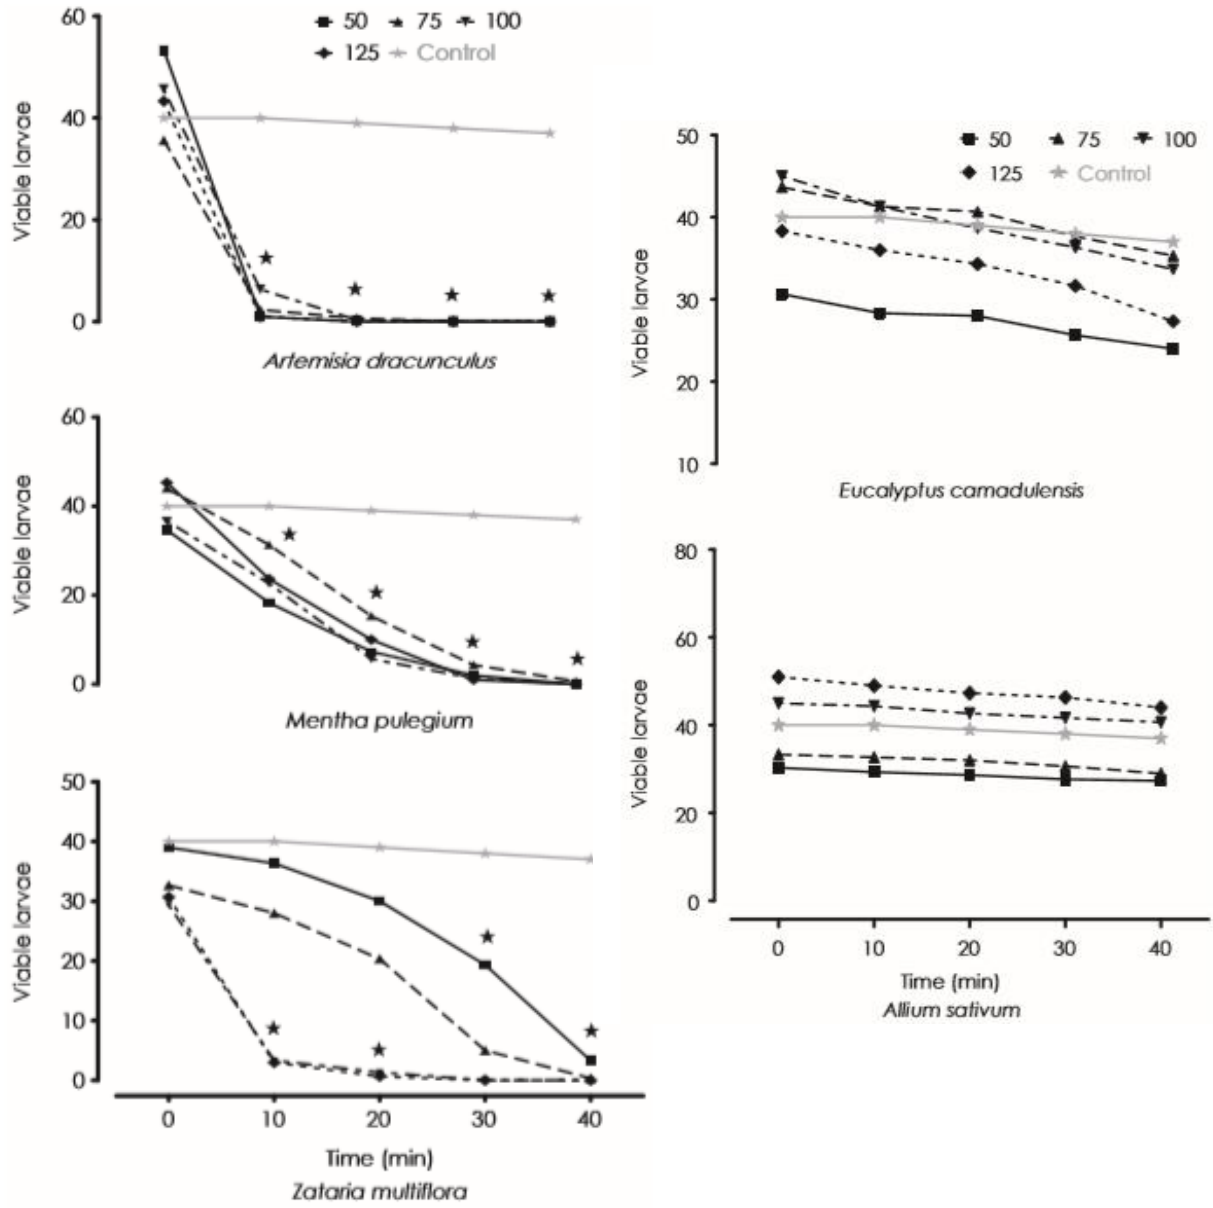 50 75 100
125 Control
Viable larvae
60
40
20
0
Artemisia dracunculus
Viable larvae
60
40
20
0
Mentha pulegium
Viable larvae
50
40
30
20
10
0
0 10 20 30 40
Time (min)
Zataria multiflora
50 75 100
125 Control
Viable larvae
50
40
30
20
10
Eucalyptus camadulensis
Viable larvae
80
60
40
20
0
0 10 20 30 40
Time (min)
Allium sativum